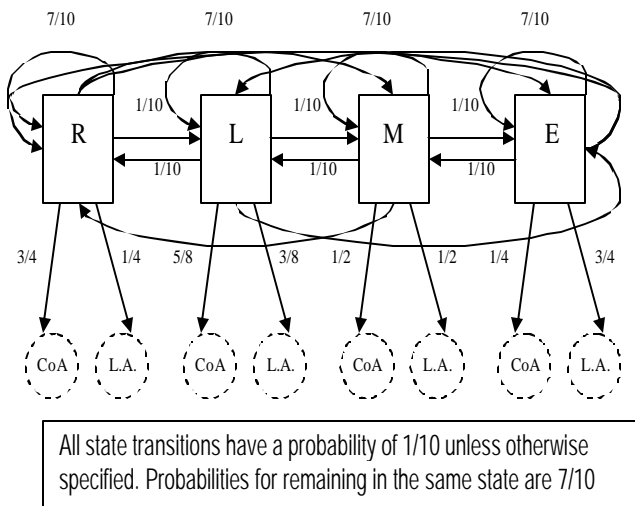 7/10 7/10 7/10 7/10
1/10 1/10 1/10
R L M E
1/10 1/10 1/10
3/4 1/4 5/8 3/8 1/2 1/2 1/4 3/4
CoA L.A. CoA L.A. CoA L.A. CoA L.A.
All state transitions have a probability of 1/10 unless otherwise
specified. Probabilities for remaining in the same state are 7/10